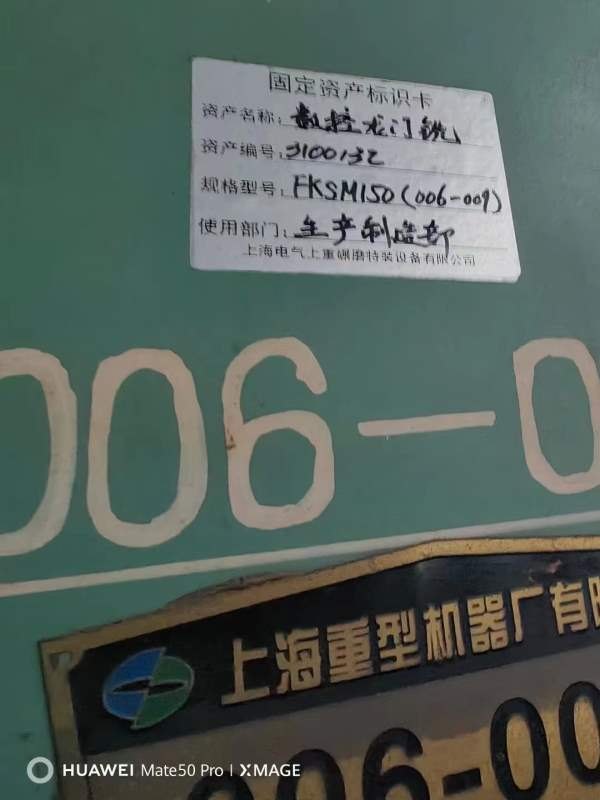 固定资产标识卡
资产名称：数控龙门铣
资产编号：3100132
规格型号：FKSM150(006-009)
使用部门：生产制造部
上海电气上重碾磨特装设备有限公司
006-0
上海重型机器厂有限
006-00
HUAWEI Mate50 Pro | XMAGE